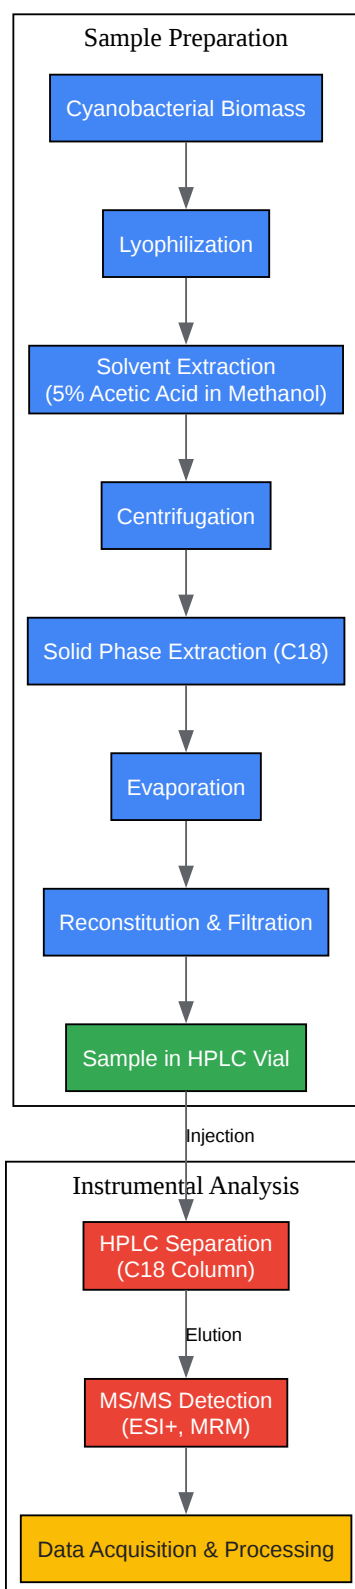 Sample Preparation
Cyanobacterial Biomass
Lyophilization
Solvent Extraction
(5% Acetic Acid in Methanol)
Centrifugation
Solid Phase Extraction (C18)
Evaporation
Reconstitution & Filtration
Sample in HPLC Vial
Injection
Instrumental Analysis
HPLC Separation
(C18 Column)
Elution
MS/MS Detection
(ESI+, MRM)
Data Acquisition & Processing